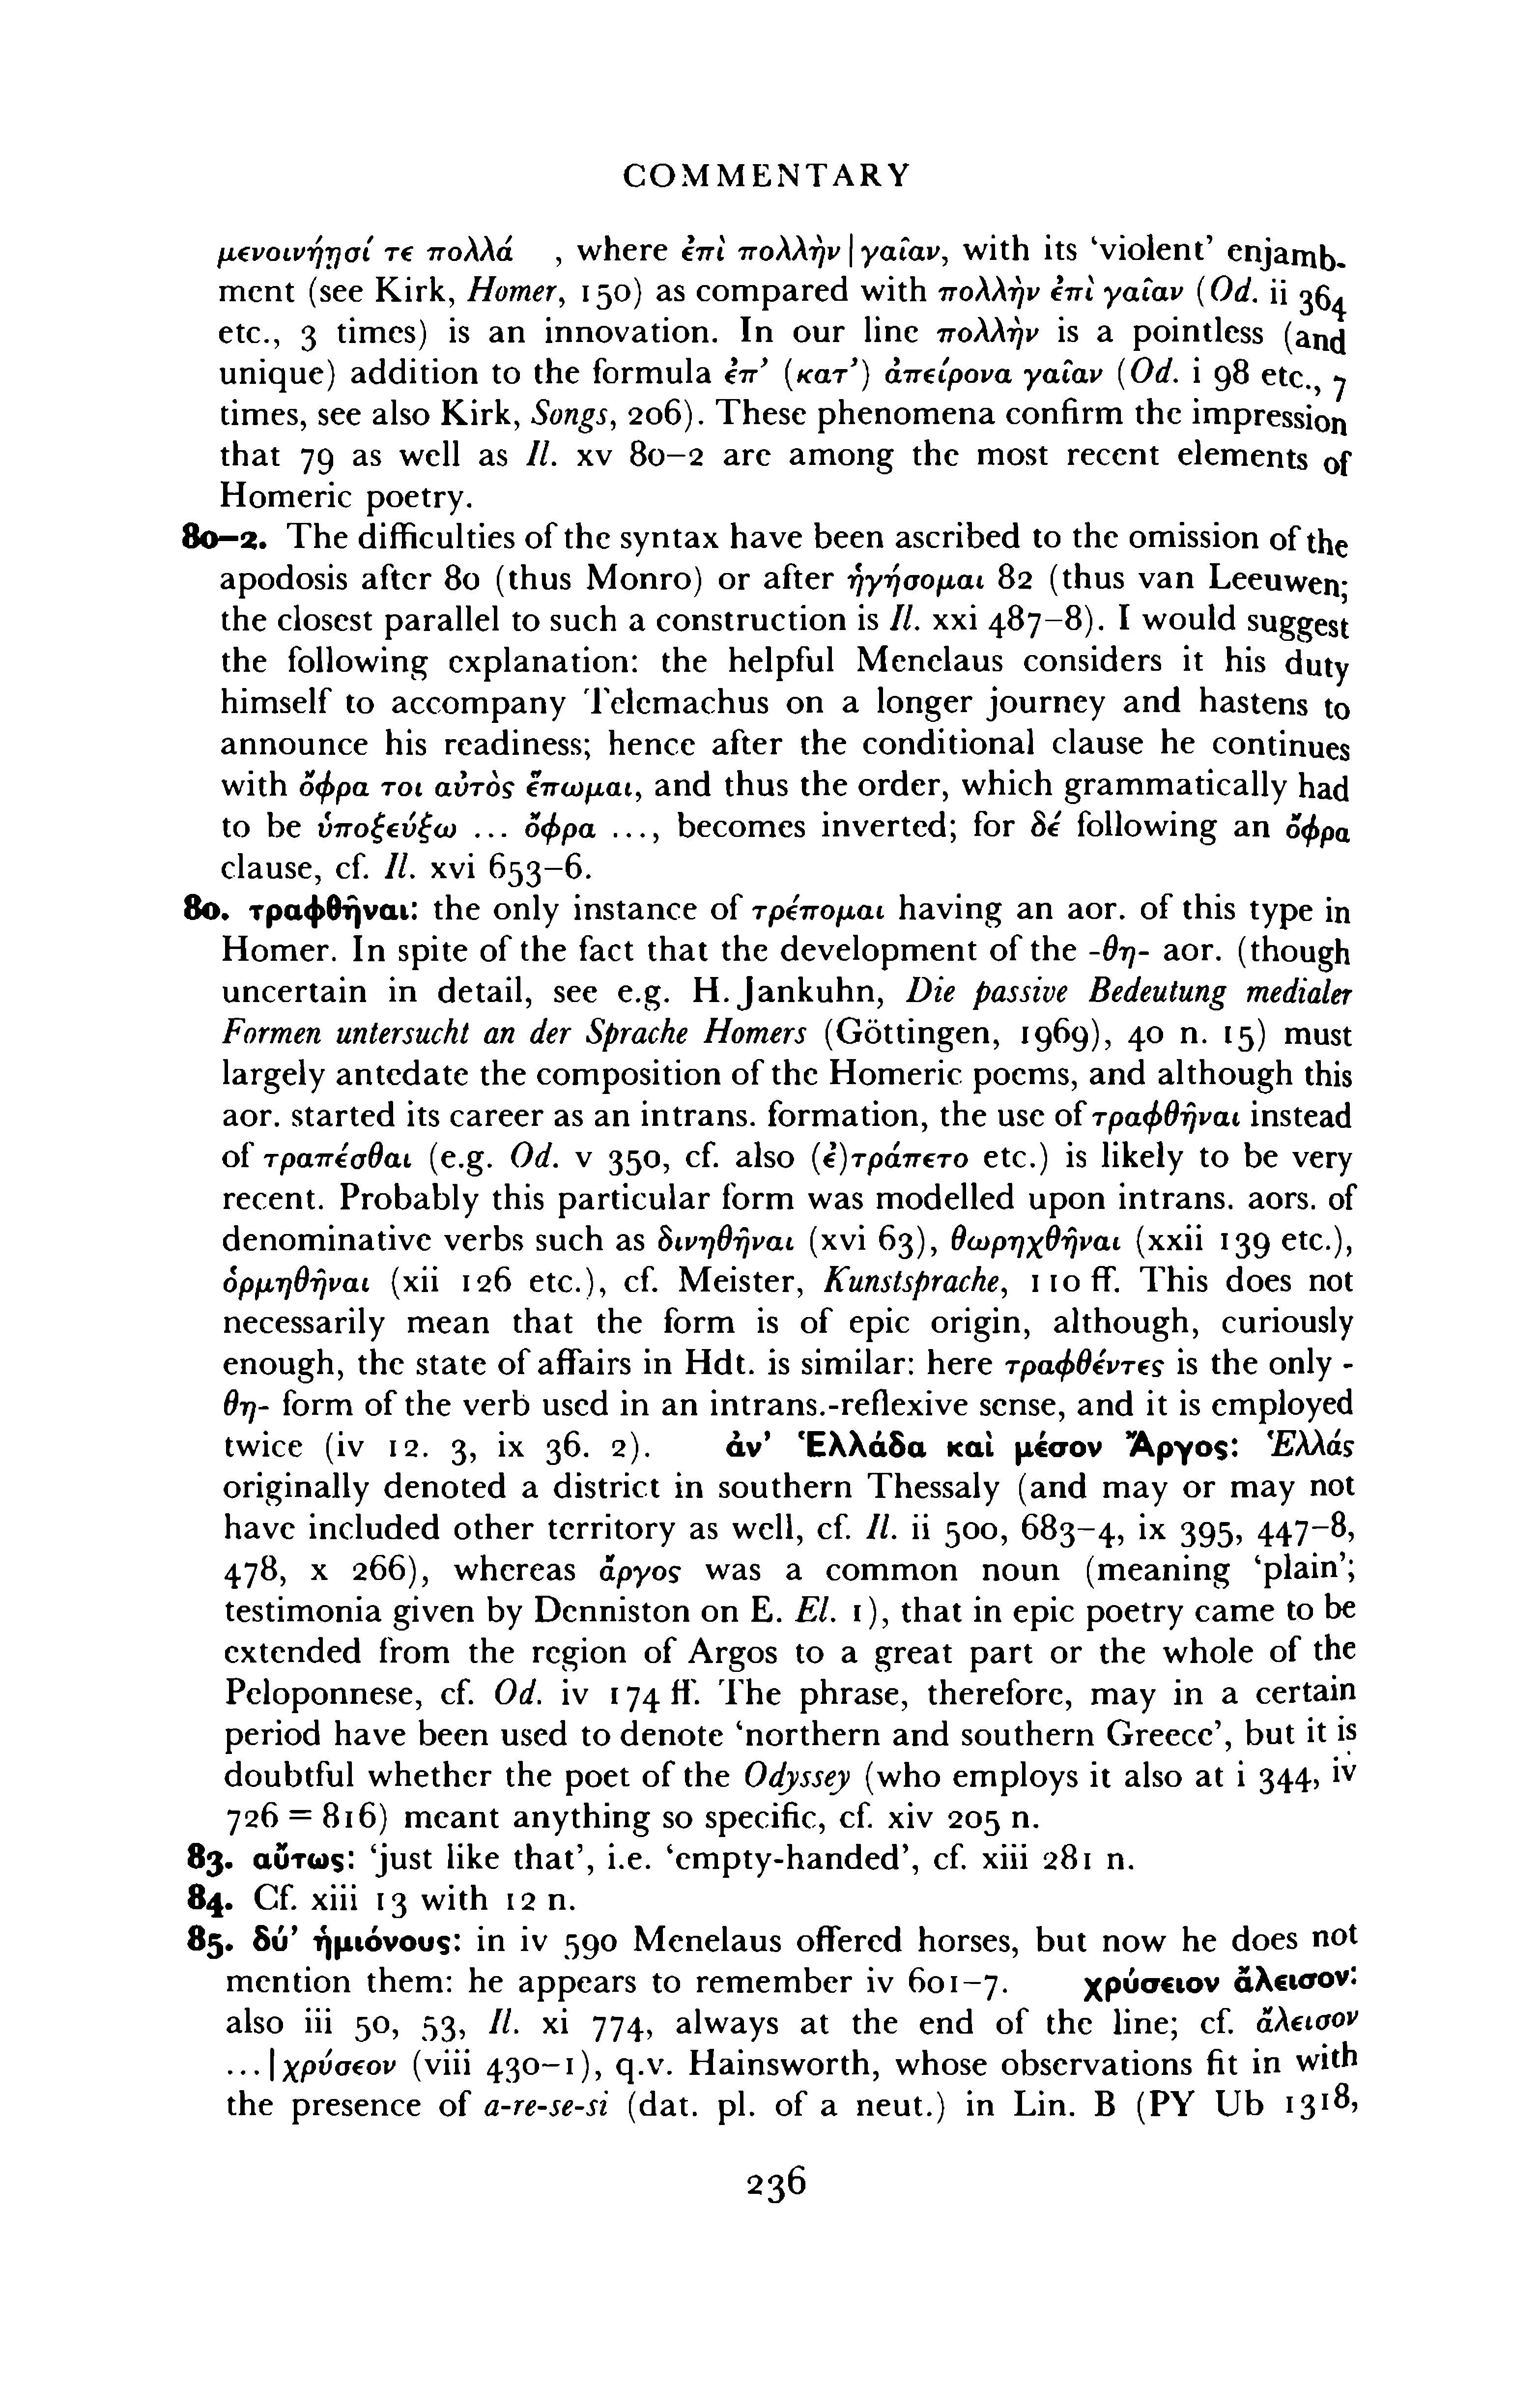 COMMENTARY
μενοινήῃσί τε πολλά , where ἐπὶ πολλὴν | γαῖαν, with its ‘violent’ enjamb-
ment (see Kirk, Homer, 150) as compared with πολλὴν ἐπὶ γαῖαν (Od. ii 364
etc., 3 times) is an innovation. In our line πολλὴν is a pointless (and
unique) addition to the formula ἐπ’ (κατ’) ἀπείρονα γαῖαν (Od. i 98 etc., 7
times, see also Kirk, Songs, 206). These phenomena confirm the impression
that 79 as well as Il. xv 80–2 are among the most recent elements of
Homeric poetry.
80–2. The difficulties of the syntax have been ascribed to the omission of the
apodosis after 80 (thus Monro) or after ἡγήσομαι 82 (thus van Leeuwen;
the closest parallel to such a construction is Il. xxi 487–8). I would suggest
the following explanation: the helpful Menelaus considers it his duty
himself to accompany Telemachus on a longer journey and hastens to
announce his readiness; hence after the conditional clause he continues
with ὄφρα τοι αὐτὸς ἕπωμαι, and thus the order, which grammatically had
to be ὑποξεύξω ... ὄφρα ..., becomes inverted; for δέ following an ὄφρα
clause, cf. Il. xvi 653–6.
80. τραφθῆναι: the only instance of τρέπομαι having an aor. of this type in
Homer. In spite of the fact that the development of the -θη- aor. (though
uncertain in detail, see e.g. H. Jankuhn, Die passive Bedeutung medialer
Formen untersucht an der Sprache Homers (Göttingen, 1969), 40 n. 15) must
largely antedate the composition of the Homeric poems, and although this
aor. started its career as an intrans. formation, the use of τραφθῆναι instead
of τραπέσθαι (e.g. Od. v 350, cf. also (ἐ)τράπετο etc.) is likely to be very
recent. Probably this particular form was modelled upon intrans. aors. of
denominative verbs such as δινηθῆναι (xvi 63), θωρηχθῆναι (xxii 139 etc.),
ὁρμηθῆναι (xii 126 etc.), cf. Meister, Kunstsprache, 110 ff. This does not
necessarily mean that the form is of epic origin, although, curiously
enough, the state of affairs in Hdt. is similar: here τραφθέντες is the only -
θη- form of the verb used in an intrans.-reflexive sense, and it is employed
twice (iv 12. 3, ix 36. 2). ἀν’ Ἑλλάδα καὶ μέσον Ἄργος: Ἑλλάς
originally denoted a district in southern Thessaly (and may or may not
have included other territory as well, cf. Il. ii 500, 683–4, ix 395, 447–8,
478, x 266), whereas ἄργος was a common noun (meaning ‘plain’;
testimonia given by Denniston on E. El. 1), that in epic poetry came to be
extended from the region of Argos to a great part or the whole of the
Peloponnese, cf. Od. iv 174 ff. The phrase, therefore, may in a certain
period have been used to denote ‘northern and southern Greece’, but it is
doubtful whether the poet of the Odyssey (who employs it also at i 344, iv
726 = 816) meant anything so specific, cf. xiv 205 n.
83. αὔτως: ‘just like that’, i.e. ‘empty-handed’, cf. xiii 281 n.
84. Cf. xiii 13 with 12 n.
85. δύ’ ἡμιόνους: in iv 590 Menelaus offered horses, but now he does not
mention them: he appears to remember iv 601–7. χρύσειον ἄλεισον:
also iii 50, 53, Il. xi 774, always at the end of the line; cf. ἄλεισον
...| χρύσεον (viii 430–1), q.v. Hainsworth, whose observations fit in with
the presence of a-re-se-si (dat. pl. of a neut.) in Lin. B (PY Ub 1318,
236